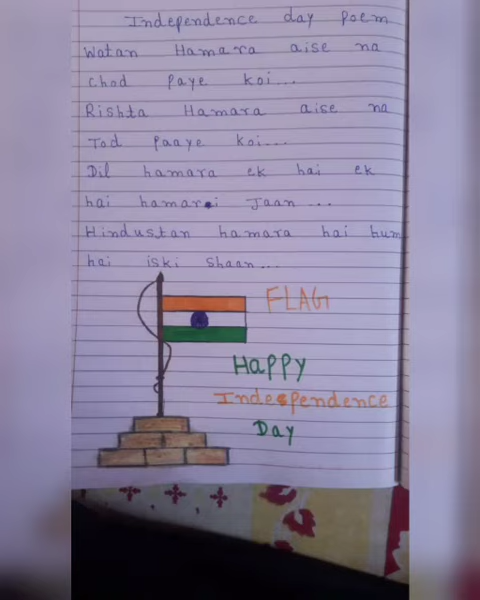 Independence day poem
Watan Hamara aise na
chod paye koi...
Rishta Hamara aise na
Tod paaye koi...
Dil hamara ek hai ek
hai hamari Jaan ...
Hindustan hamara hai hum
hai iski shaan...
FLAG
Happy
Independence
Day